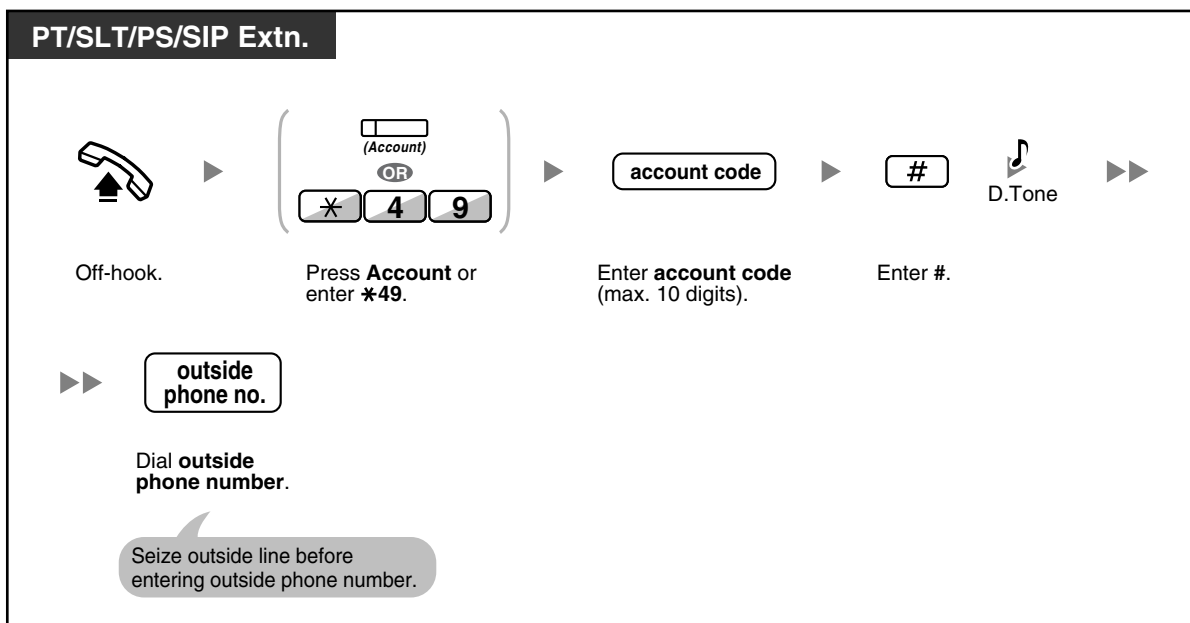 PT/SLT/PS/SIP Extn.
(Account)
OR
* 4 9
account code
#
D.Tone
Off-hook.
Press Account or
enter *49.
Enter account code
(max. 10 digits).
Enter #.
outside
phone no.
Dial outside
phone number.
Seize outside line before
entering outside phone number.